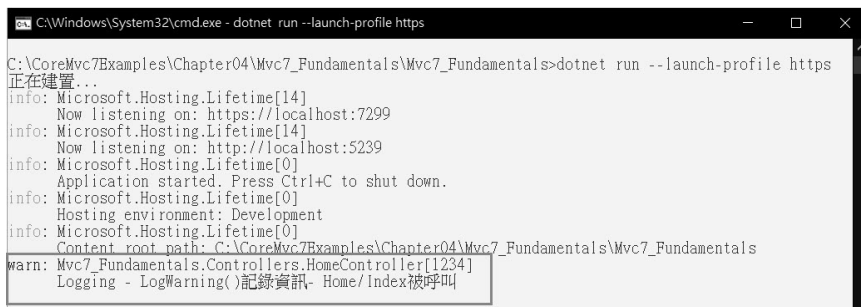 C:\Windows\System32\cmd.exe - dotnet run --launch-profile https
C:\CoreMvc7Examples\Chapter04\Mvc7_Fundamentals\Mvc7_Fundamentals>dotnet run --launch-profile https
正在建置...
info: Microsoft.Hosting.Lifetime[14]
Now listening on: https://localhost:7299
info: Microsoft.Hosting.Lifetime[14]
Now listening on: http://localhost:5239
info: Microsoft.Hosting.Lifetime[0]
Application started. Press Ctrl+C to shut down.
info: Microsoft.Hosting.Lifetime[0]
Hosting environment: Development
info: Microsoft.Hosting.Lifetime[0]
Content root path: C:\CoreMvc7Examples\Chapter04\Mvc7_Fundamentals\Mvc7_Fundamentals
warn: Mvc7_Fundamentals.Controllers.HomeController[1234]
Logging - LogWarning()記錄資訊- Home/Index被呼叫